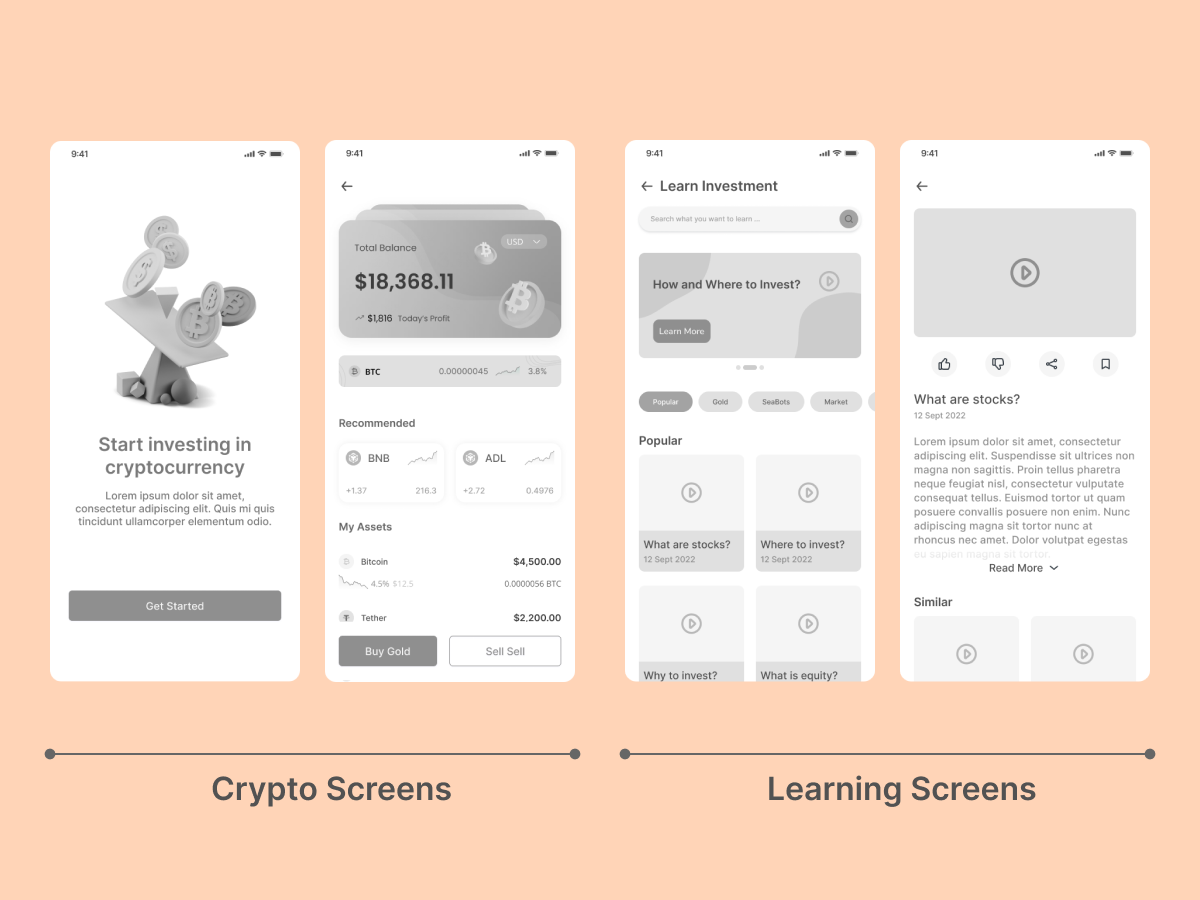 9:41
Start investing in
cryptocurrency
Lorem ipsum dolor sit amet,
consectetur adipiscing elit. Quis mi quis
tincidunt ullamcorper elementum odio.
Get Started
9:41
Total Balance
USD
$18,368.11
$1,816 Today's Profit
BTC 0.00000045 3.8%
Recommended
BNB
+1.37 216.3
ADL
+2.72 0.4976
My Assets
Bitcoin $4,500.00
4.5% $12.5 0.0000056 BTC
Tether $2,200.00
Buy Gold
Sell Sell
Crypto Screens
9:41
Learn Investment
Search what you want to learn ...
How and Where to Invest?
Learn More
Popular Gold SeaBots Market
Popular
What are stocks?
12 Sept 2022
Where to invest?
12 Sept 2022
Why to invest?
What is equity?
9:41
What are stocks?
12 Sept 2022
Lorem ipsum dolor sit amet, consectetur
adipiscing elit. Suspendisse sit ultrices non
magna non sagittis. Proin tellus pharetra
neque feugiat nisl, consectetur vulputate
consequat tellus. Euismod tortor ut quam
posuere convallis posuere non enim. Nunc
adipiscing magna sit tortor nunc at
rhoncus nec amet. Dolor volutpat egestas
eu sapien magna sit tortor.
Read More
Similar
Learning Screens